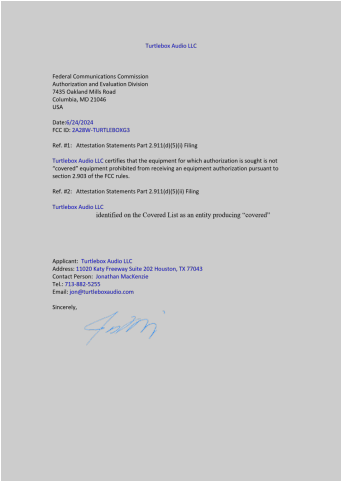 Turtlebox Audio LLC
Federal Communications Commission
Authorization and Evaluation Division
7435 Oakland Mills Road
Columbia, MD 21046
USA
Date:6/24/2024
FCC ID: 2A2BW-TURTLEBOXG3
Ref. #1: Attestation Statements Part 2.911(d)(5)(i) Filing
Turtlebox Audio LLC certifies that the equipment for which authorization is sought is not
"covered" equipment prohibited from receiving an equipment authorization pursuant to
section 2.903 of the FCC rules.
Ref. #2: Attestation Statements Part 2.911(d)(5)(ii) Filing
Turtlebox Audio LLC
identified on the Covered List as an entity producing “covered”
Applicant: Turtlebox Audio LLC
Address: 11020 Katy Freeway Suite 202 Houston, TX 77043
Contact Person: Jonathan MacKenzie
Tel.: 713-882-5255
Email: jon@turtleboxaudio.com
Sincerely,